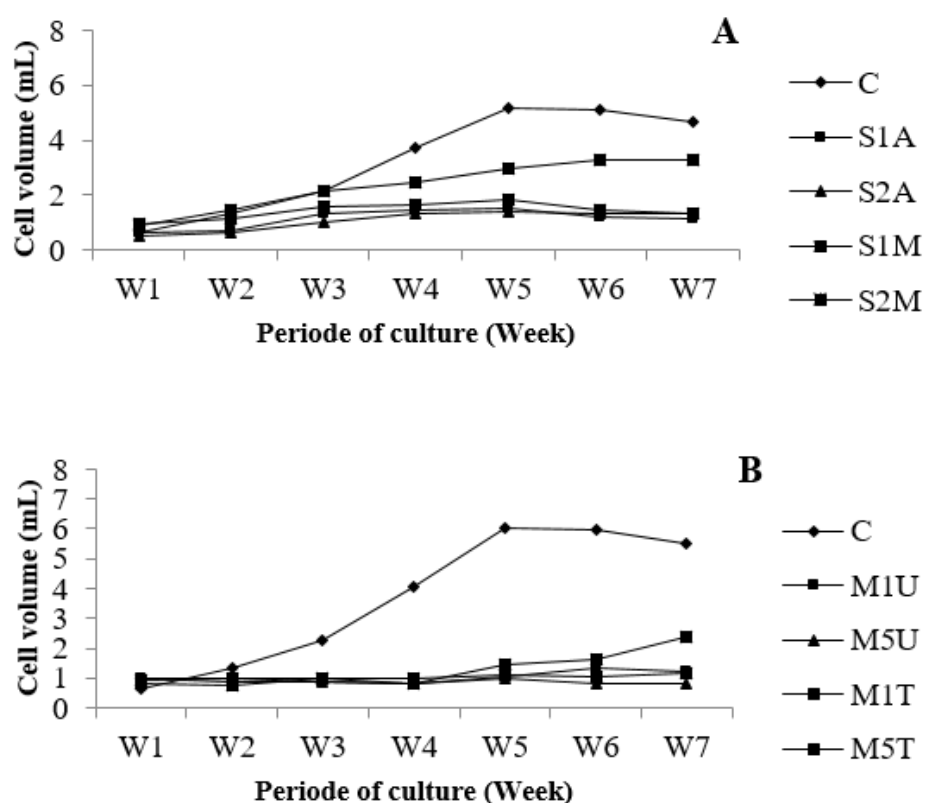 A
Cell volume (mL)
8
6
4
2
0
W1 W2 W3 W4 W5 W6 W7
Periode of culture (Week)
C
S1A
S2A
S1M
S2M
B
Cell volume (mL)
8
7
6
5
4
3
2
1
0
W1 W2 W3 W4 W5 W6 W7
Periode of culture (Week)
C
M1U
M5U
M1T
M5T